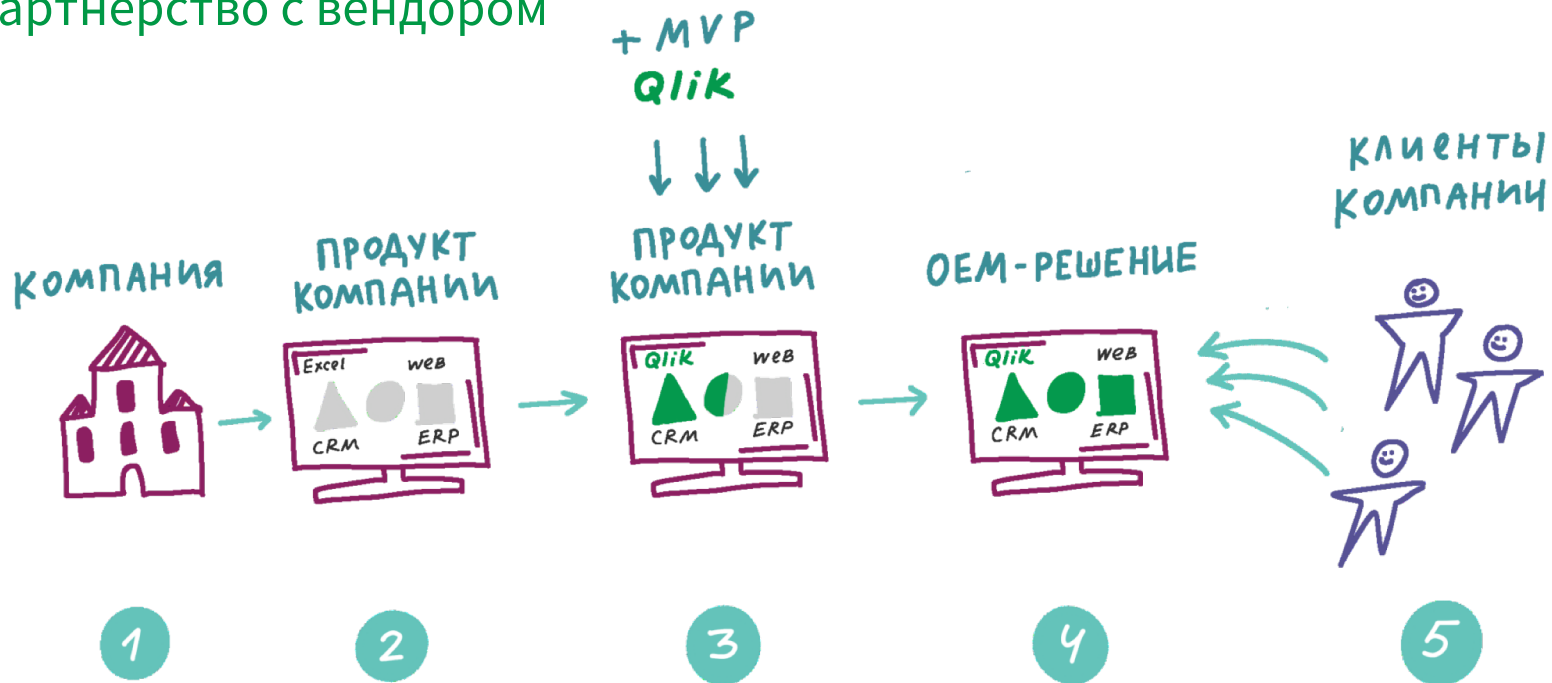 артнерство с вендором
+ MVP
Qlik
КЛИЕНТЫ
КОМПАНИИ
ПРОДУКТ
КОМПАНИИ
ПРОДУКТ
КОМПАНИИ
ОЕМ-РЕШЕНИЕ
КОМПАНИЯ
Excel web
CRM ERP
Qlik web
CRM ERP
Qlik web
CRM ERP
1
2
3
4
5